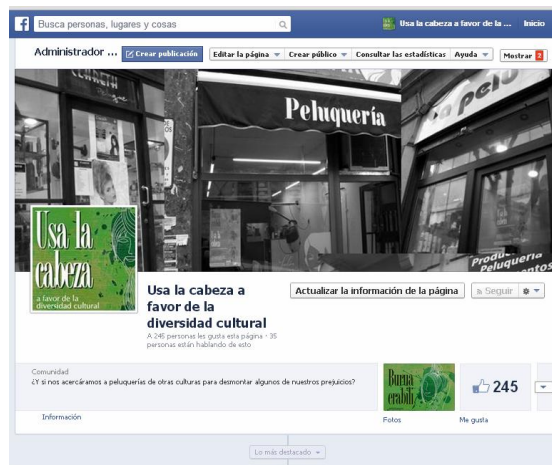 Busca personas, lugares y cosas
Usa la cabeza a favor de la ...
Inicio
Administrador ...
Crear publicación
Editar la página
Crear público
Consultar las estadísticas
Ayuda
Mostrar 2
Peluquería
Peluquería
Usa la
cabeza
a favor de la
diversidad cultural
Usa la cabeza a
favor de la
diversidad cultural
A 245 personas les gusta esta página · 35
personas están hablando de esto
Actualizar la información de la página
Seguir
Comunidad
¿Y si nos acercáramos a peluquerías de otras culturas para desmontar algunos de nuestros prejuicios?
245
Información
Fotos
Me gusta
Lo más destacado